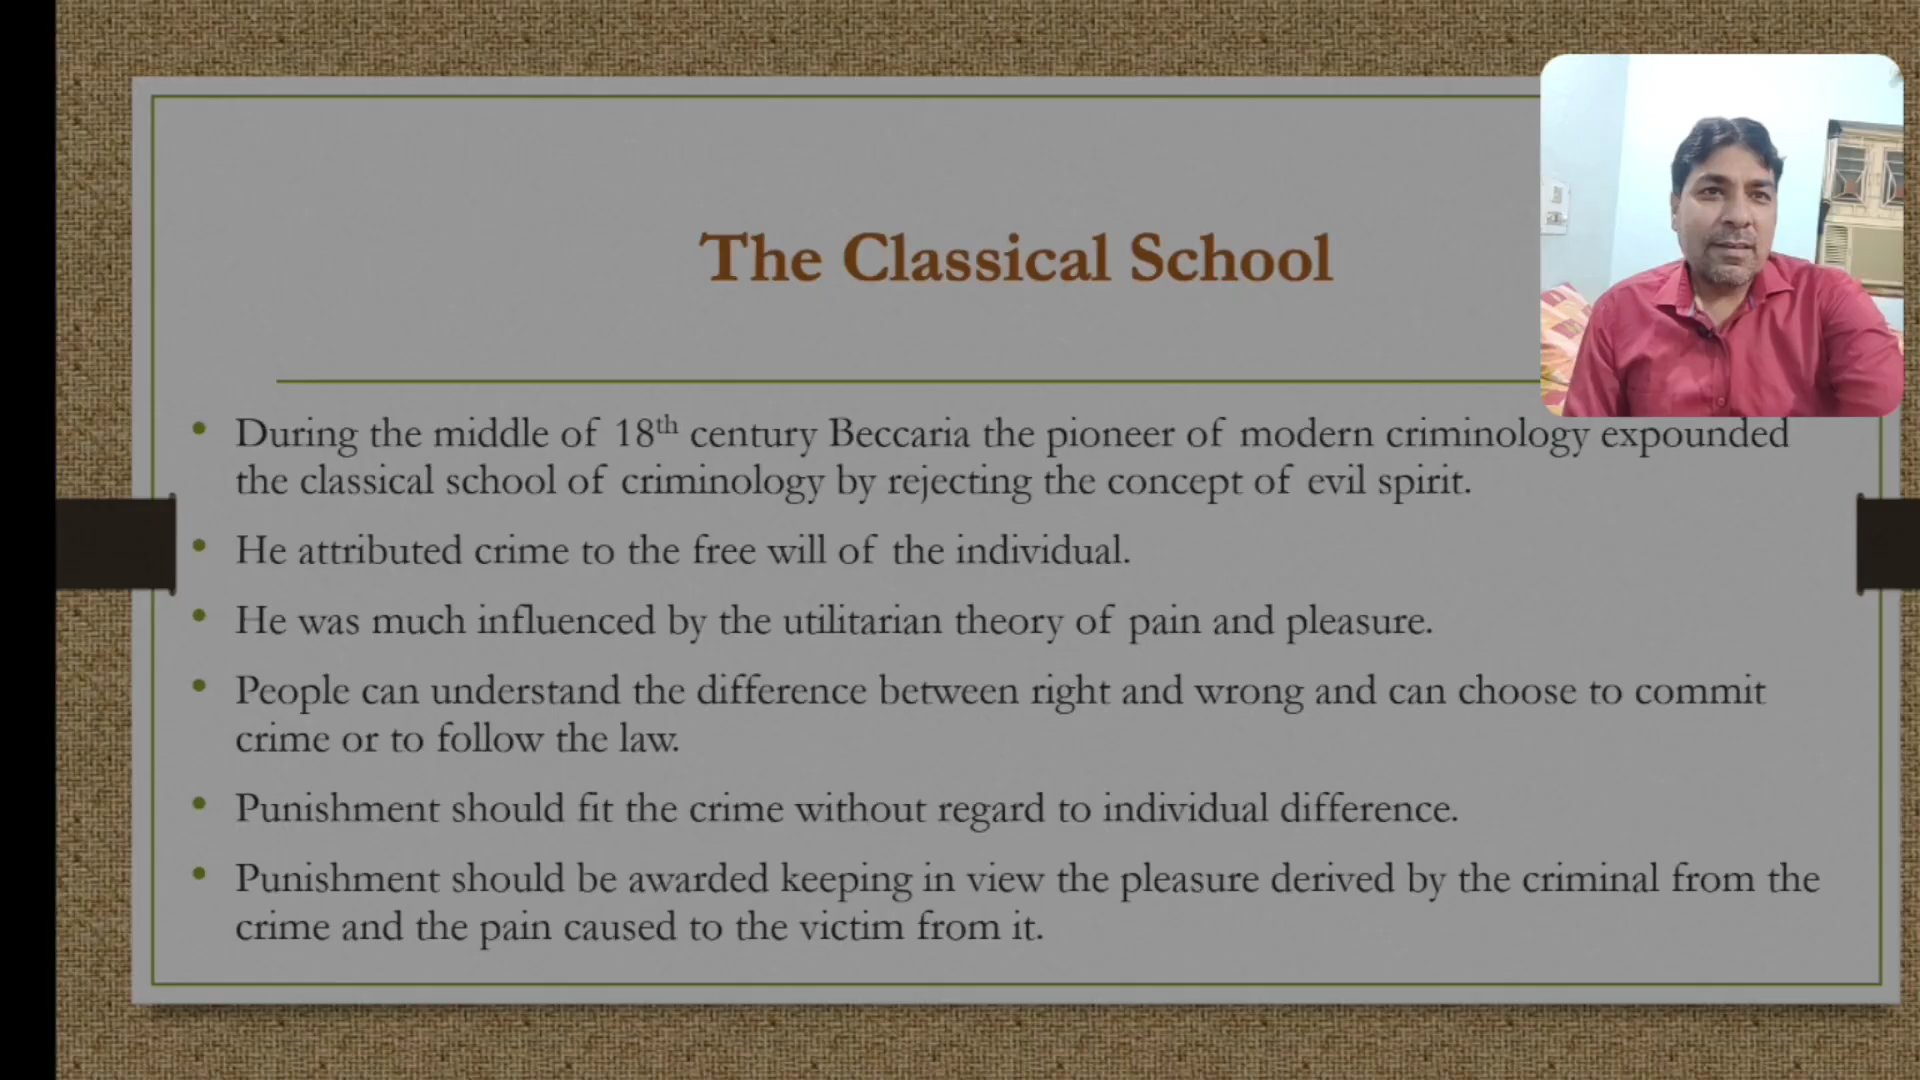 The Classical School
• During the middle of 18th century Beccaria the pioneer of modern criminology expounded
the classical school of criminology by rejecting the concept of evil spirit.
• He attributed crime to the free will of the individual.
• He was much influenced by the utilitarian theory of pain and pleasure.
• People can understand the difference between right and wrong and can choose to commit
crime or to follow the law.
• Punishment should fit the crime without regard to individual difference.
• Punishment should be awarded keeping in view the pleasure derived by the criminal from the
crime and the pain caused to the victim from it.